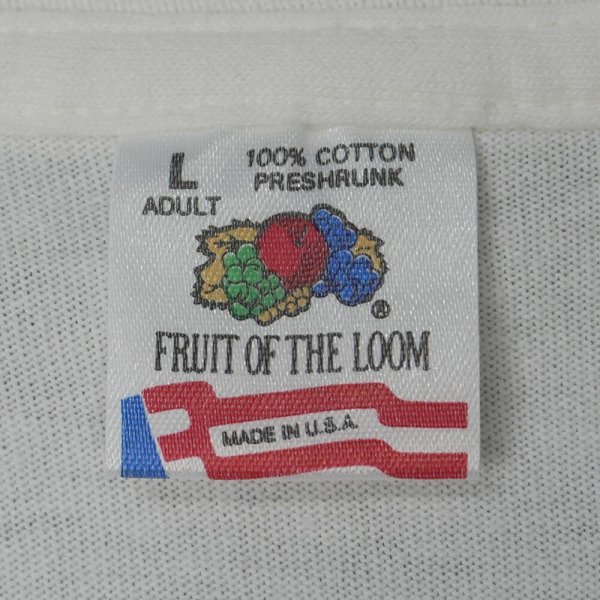 L
ADULT
100% COTTON
PRESHRUNK
®
FRUIT OF THE LOOM
MADE IN U.S.A.